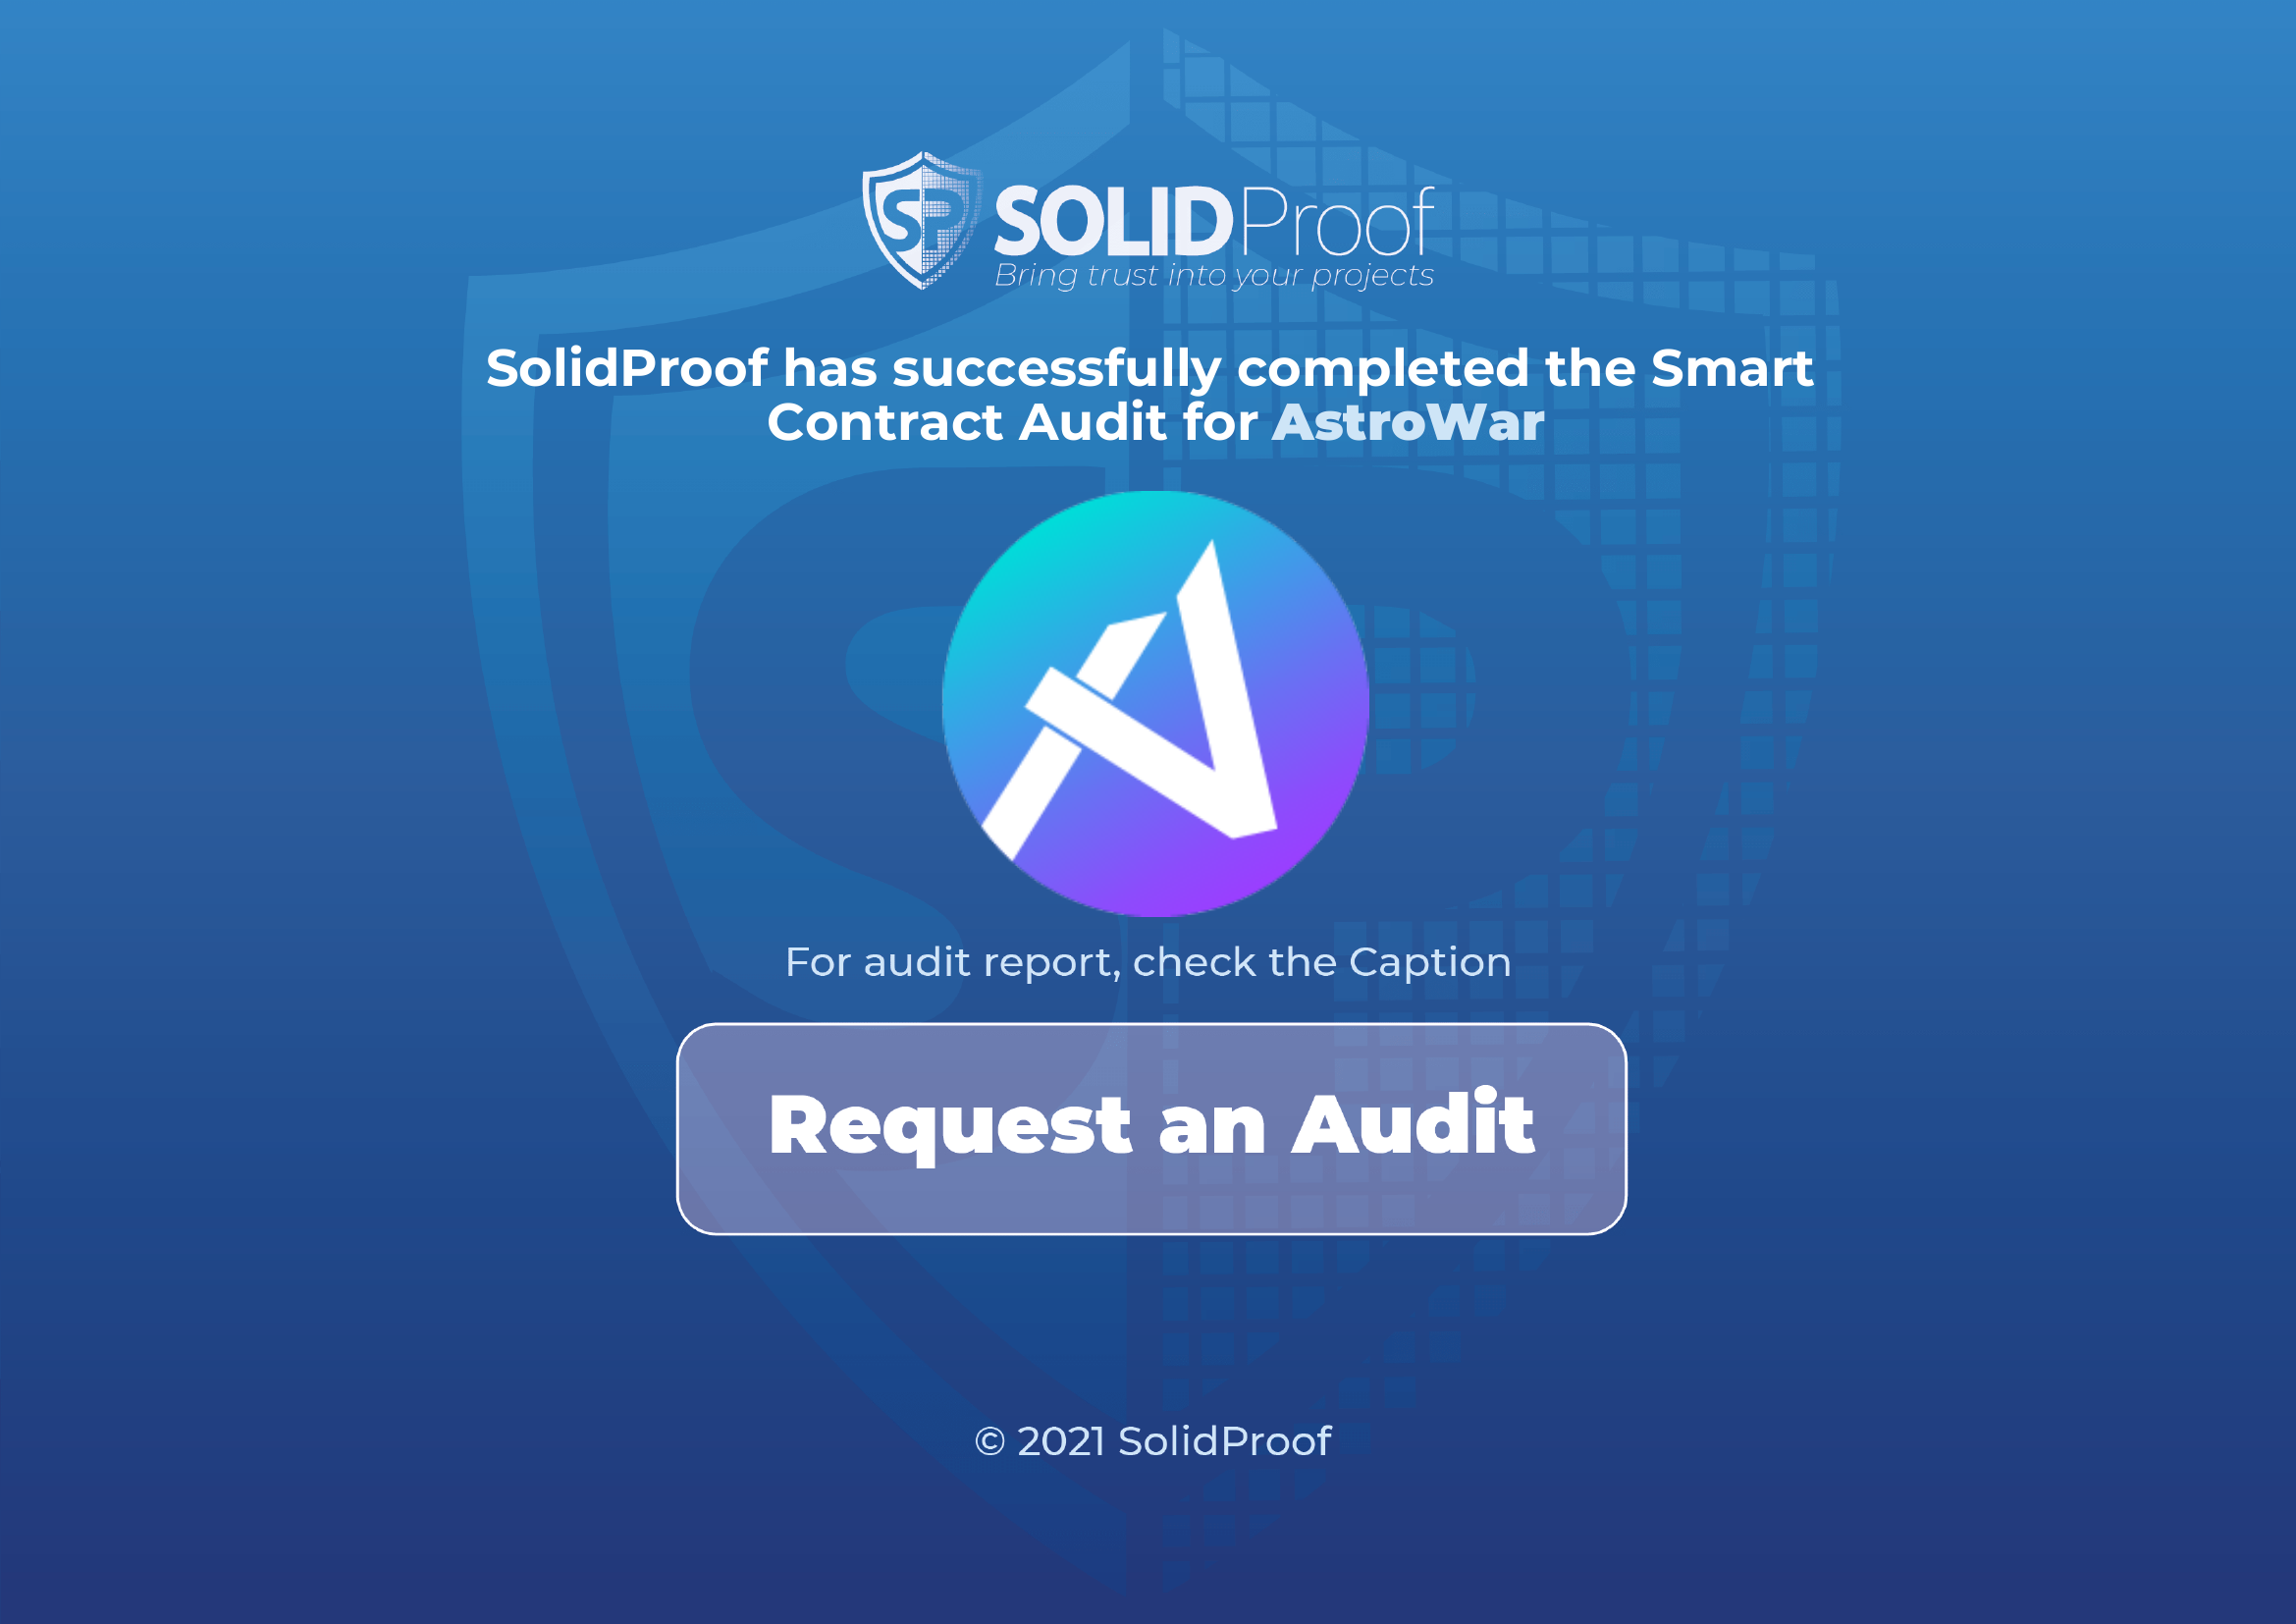 SP SOLIDProof
Bring trust into your projects
SolidProof has successfully completed the Smart
Contract Audit for AstroWar
For audit report, check the Caption
Request an Audit
© 2021 SolidProof